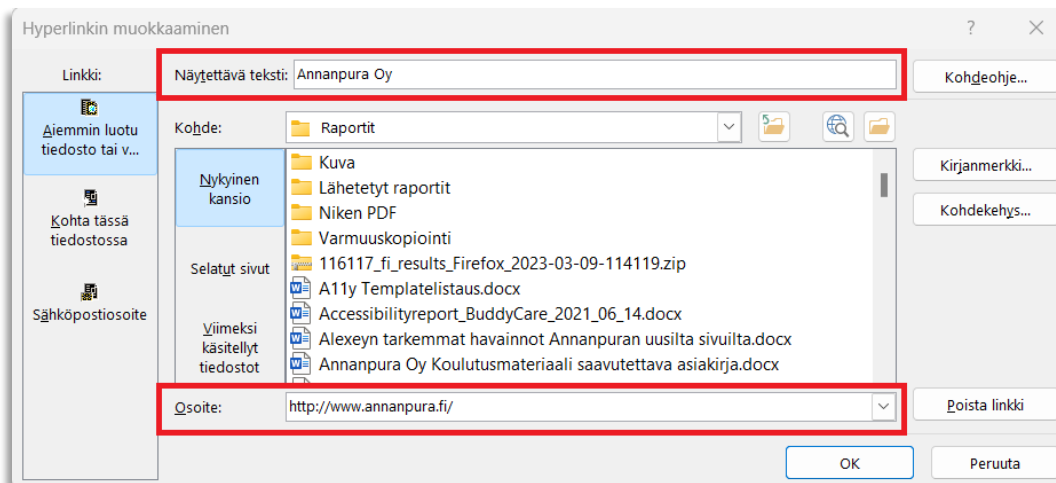 Hyperlinkin muokkaaminen
?
Linkki:
Aiemmin luotu
tiedosto tai v...
Kohta tässä
tiedostossa
Sähköpostiosoite
Näytettävä teksti: Annanpura Oy
Kohde: Raportit
Nykyinen
kansio
Selatut sivut
Viimeksi
käsitellyt
tiedostot
Kuva
Lähetetyt raportit
Niken PDF
Varmuuskopiointi
116117_fi_results_Firefox_2023-03-09-114119.zip
A11y Templatelistaus.docx
Accessibilityreport_BuddyCare_2021_06_14.docx
Alexeyn tarkemmat havainnot Annanpuran uusilta sivuilta.docx
Annanpura Oy Koulutusmateriaali saavutettava asiakirja.docx
Osoite: http://www.annanpura.fi/
Kohdeohje...
Kirjanmerkki...
Kohdekehys...
Poista linkki
OK
Peruuta